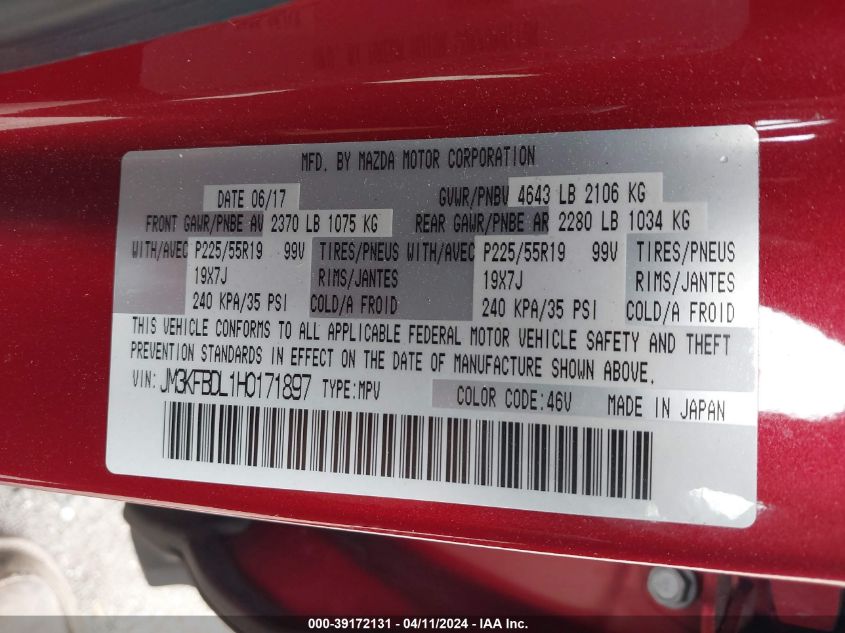 MFD. BY MAZDA MOTOR CORPORATION
DATE 06/17 GVWR/PNBV 4643 LB 2106 KG
FRONT GAWR/PNBE AV 2370 LB 1075 KG REAR GAWR/PNBE AR 2280 LB 1034 KG
WITH/AVEC P225/55R19 99V TIRES/PNEUS WITH/AVEC P225/55R19 99V TIRES/PNEUS
19X7J RIMS/JANTES 19X7J RIMS/JANTES
240 KPA/35 PSI COLD/A FROID 240 KPA/35 PSI COLD/A FROID
THIS VEHICLE CONFORMS TO ALL APPLICABLE FEDERAL MOTOR VEHICLE SAFETY AND THEFT
PREVENTION STANDARDS IN EFFECT ON THE DATE OF MANUFACTURE SHOWN ABOVE.
VIN: JM3KFBDL1H0171897 TYPE:MPV COLOR CODE:46V MADE IN JAPAN
000-39172131 - 04/11/2024 - IAA Inc.